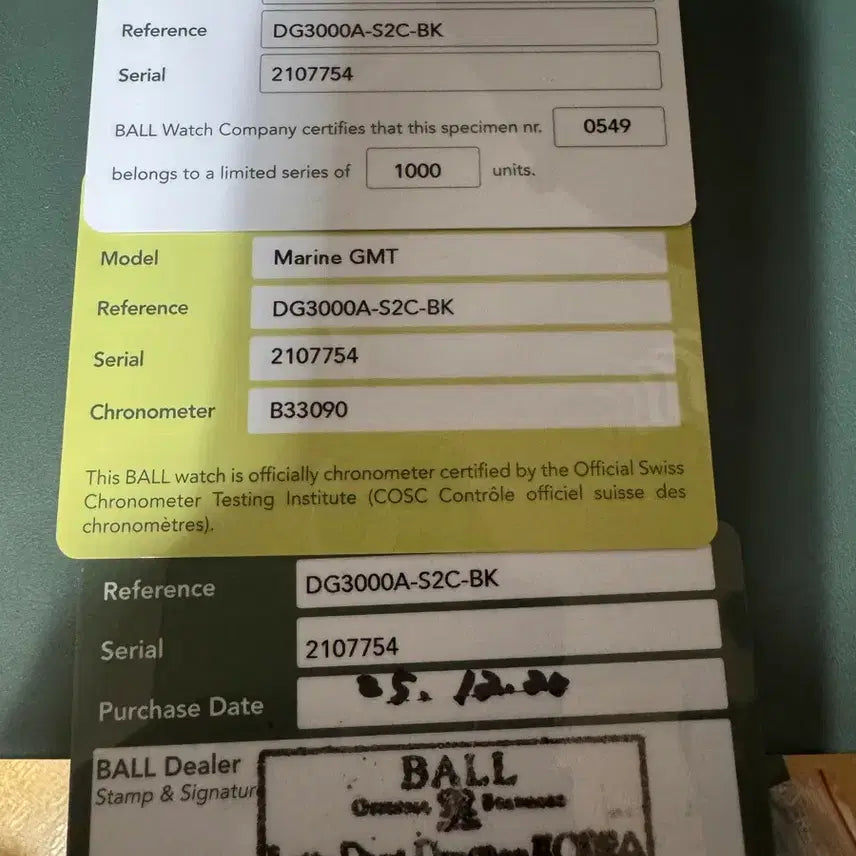 Reference DG3000A-S2C-BK
Serial 2107754
BALL Watch Company certifies that this specimen nr. 0549
belongs to a limited series of 1000 units.
Model Marine GMT
Reference DG3000A-S2C-BK
Serial 2107754
Chronometer B33090
This BALL watch is officially chronometer certified by the Official Swiss
Chronometer Testing Institute (COSC Contrôle officiel suisse des
chronomètres).
Reference DG3000A-S2C-BK
Serial 2107754
Purchase Date 12.20
BALL Dealer
Stamp & Signatur
BALL
KOREA